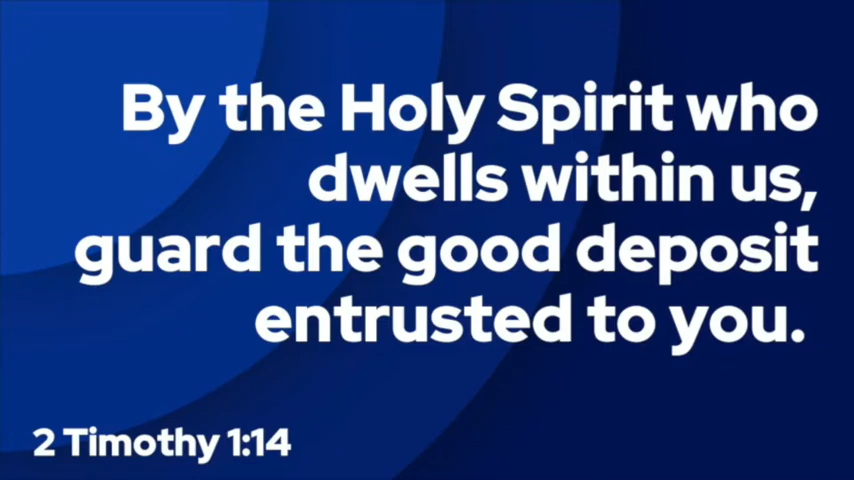 By the Holy Spirit who
dwells within us,
guard the good deposit
entrusted to you.
2 Timothy 1:14